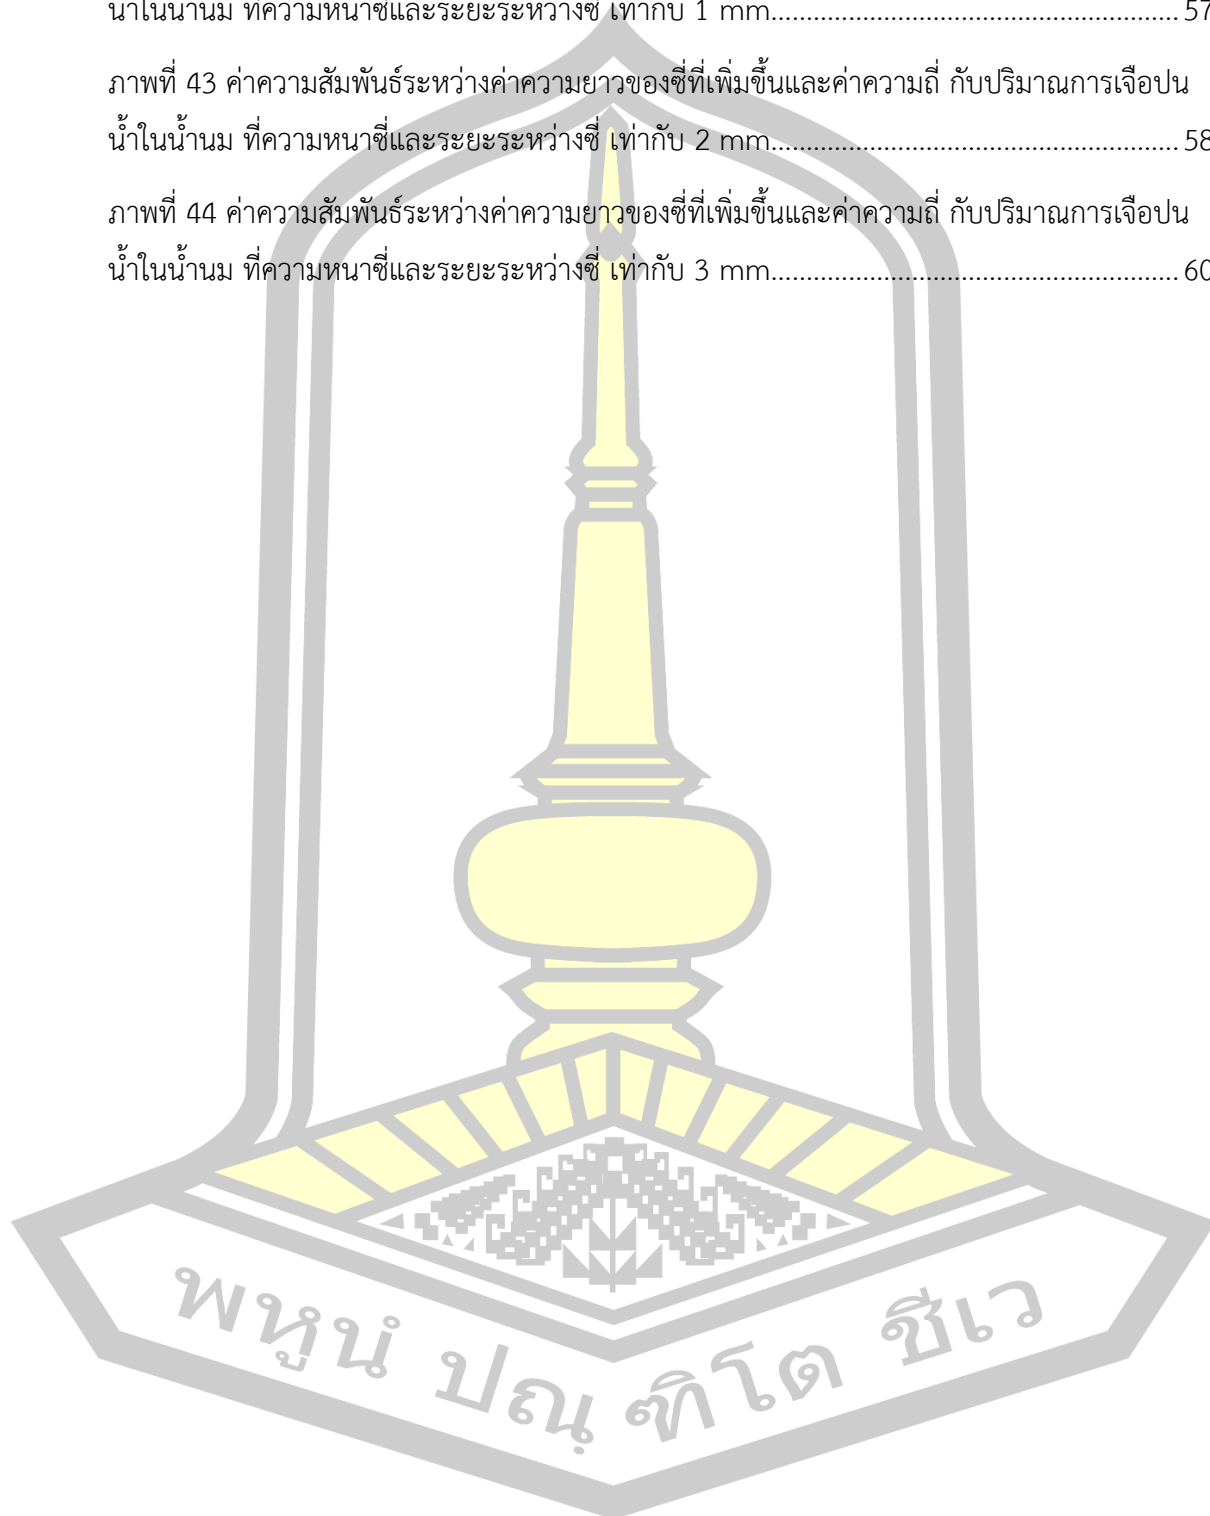 น้ำในน้ำนม ที่ความหนาซี่และระยะระหว่างซี่ เท่ากับ 1 mm.................................................. 57
ภาพที่ 43 ค่าความสัมพันธ์ระหว่างค่าความยาวของซี่ที่เพิ่มขึ้นและค่าความถี่ กับปริมาณการเจือปน
น้ำในน้ำนม ที่ความหนาซี่และระยะระหว่างซี่ เท่ากับ 2 mm.................................................. 58
ภาพที่ 44 ค่าความสัมพันธ์ระหว่างค่าความยาวของซี่ที่เพิ่มขึ้นและค่าความถี่ กับปริมาณการเจือปน
น้ำในน้ำนม ที่ความหนาซี่และระยะระหว่างซี่ เท่ากับ 3 mm.................................................. 60
พหูนํ ปณฺฑิโต ชีเว